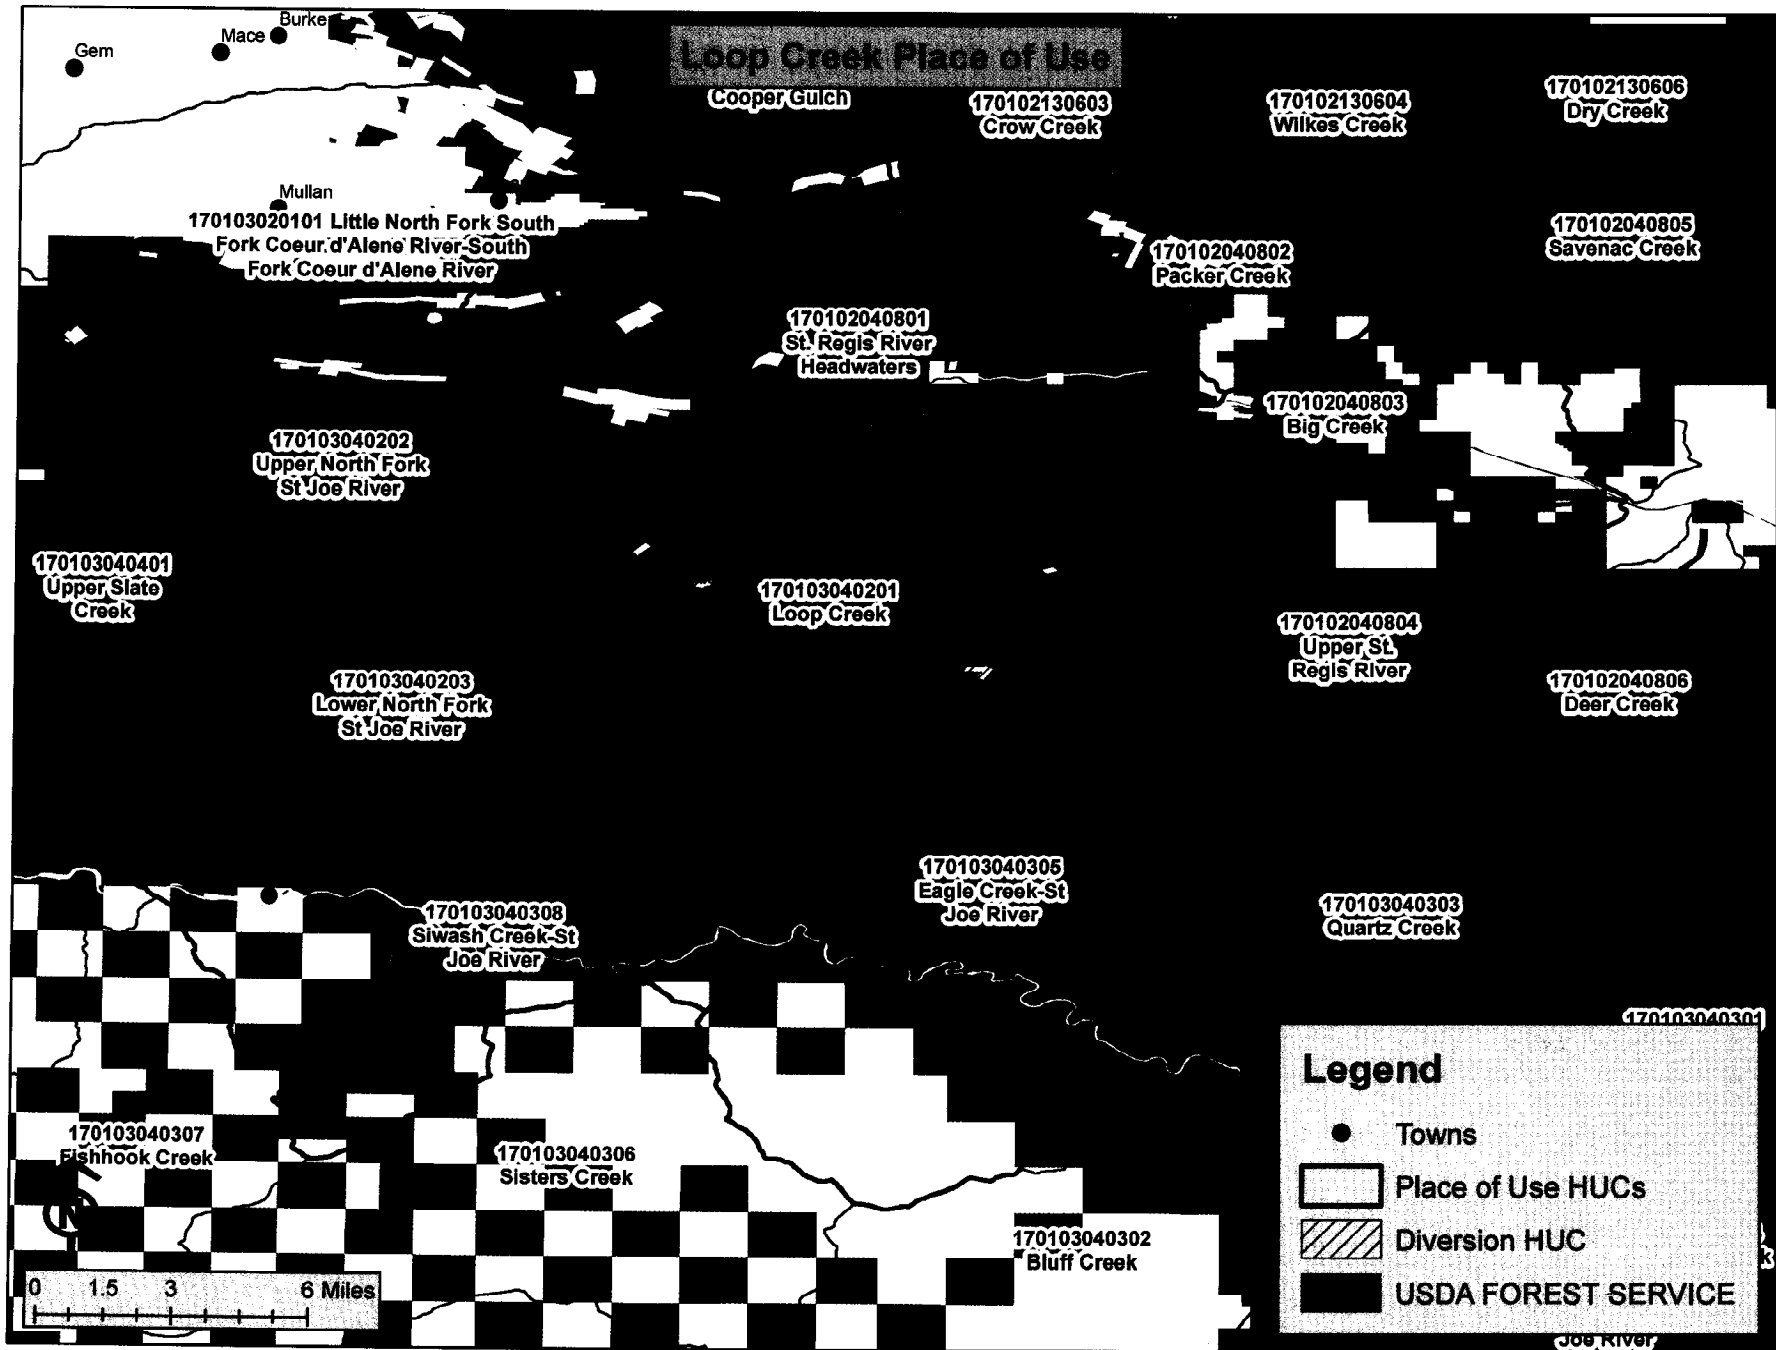 Loop Creek Place of Use
Burke
Mace
Gem
Cooper Gulch
170102130603
Crow Creek
170102130604
Wilkes Creek
170102130606
Dry Creek
Mullan
170103020101 Little North Fork South
Fork Coeur d'Alene River-South
Fork Coeur d'Alene River
170102040802
Packer Creek
170102040805
Savenac Creek
170102040801
St. Regis River
Headwaters
170102040803
Big Creek
170103040202
Upper North Fork
St Joe River
170103040401
Upper Slate
Creek
170103040201
Loop Creek
170102040804
Upper St.
Regis River
170103040203
Lower North Fork
St Joe River
170102040806
Deer Creek
170103040305
Eagle Creek-St
Joe River
170103040303
Quartz Creek
170103040308
Siwash Creek-St
Joe River
170103040301
170103040307
Fishhook Creek
170103040306
Sisters Creek
170103040302
Bluff Creek
N
0 1.5 3 6 Miles
Legend
Towns
Place of Use HUCs
Diversion HUC
USDA FOREST SERVICE
Joe River